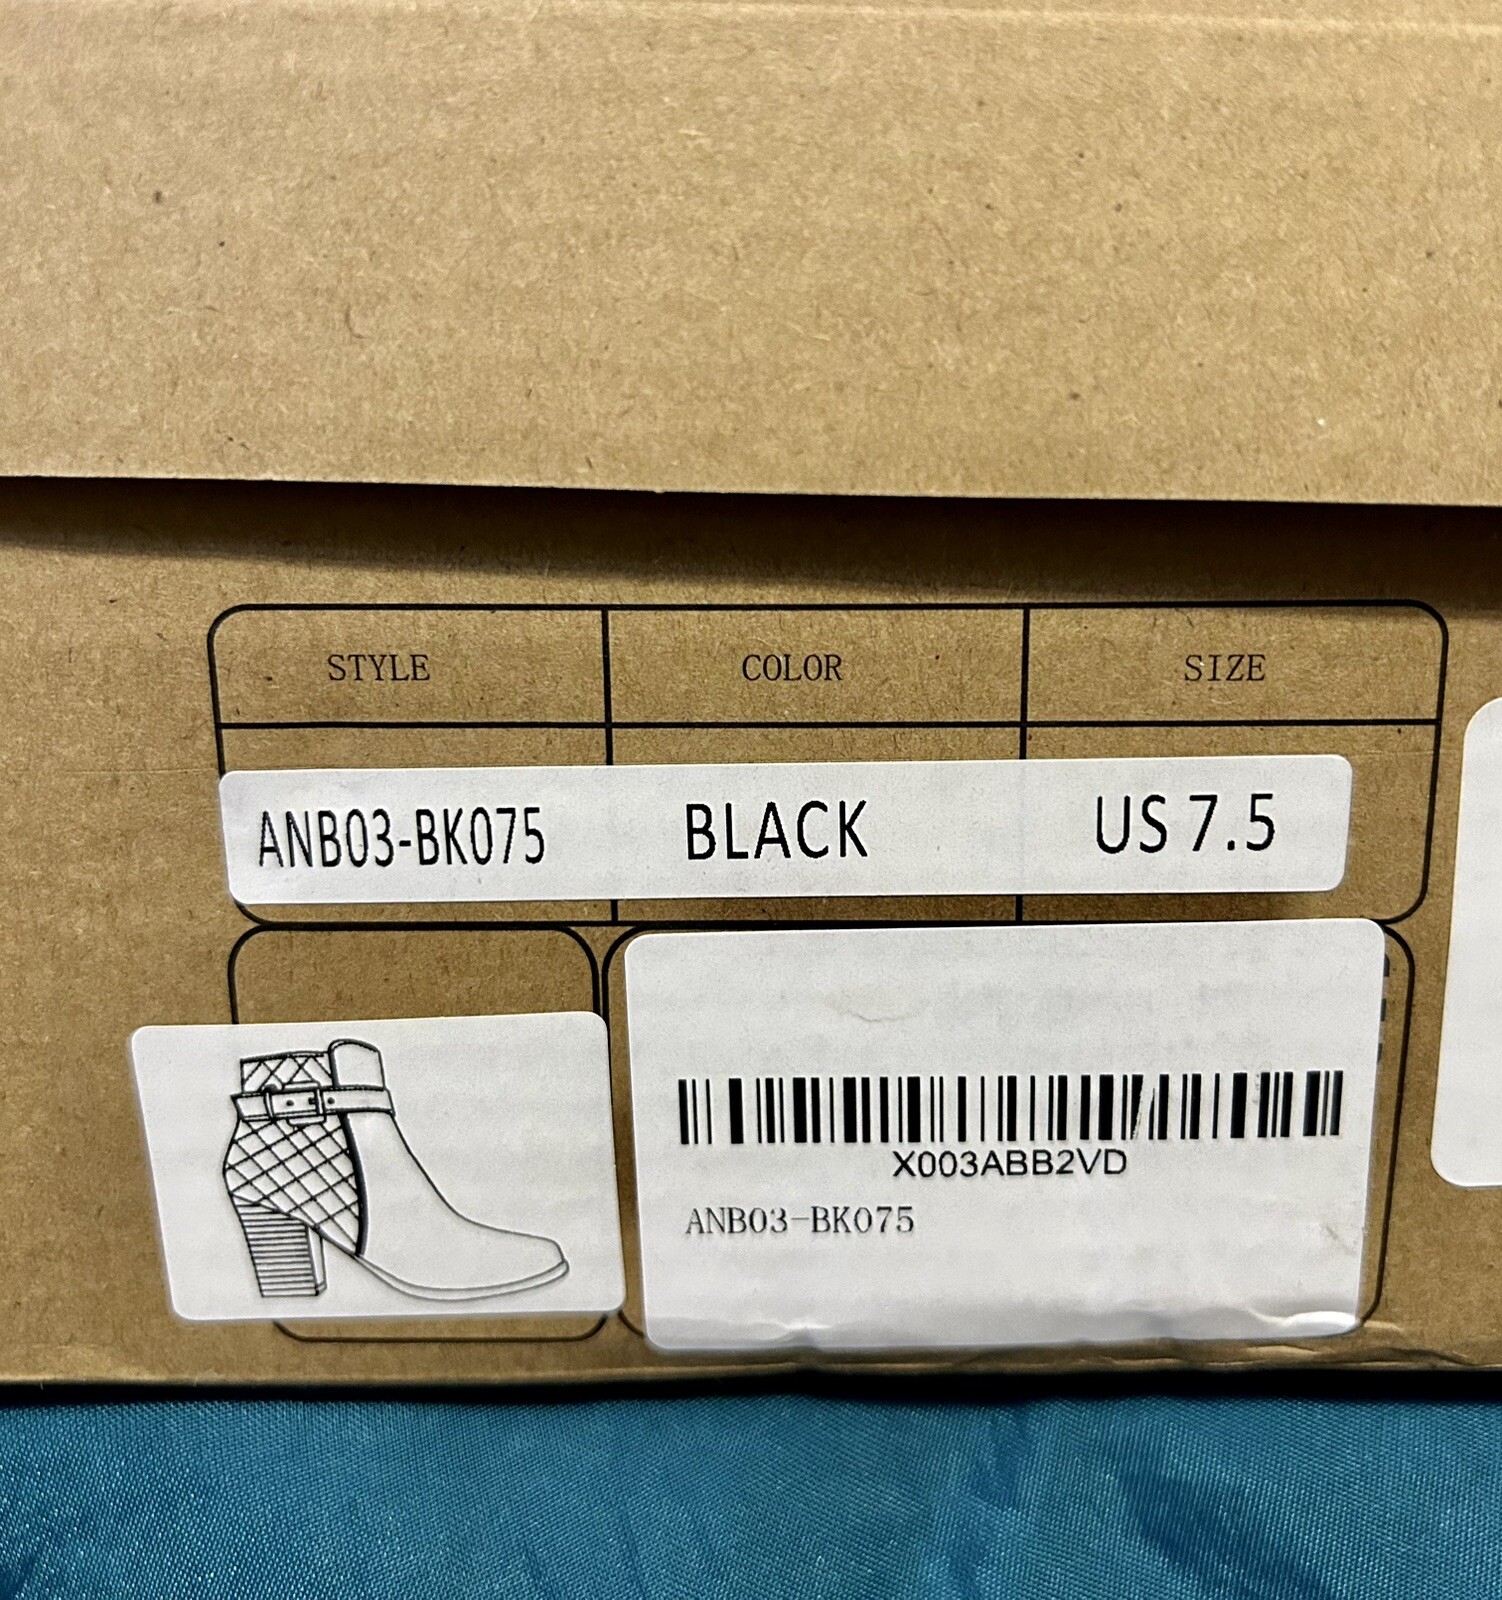 STYLE COLOR SIZE
ANB03-BK075 BLACK US 7.5
X003ABB2VD
ANB03-BK075